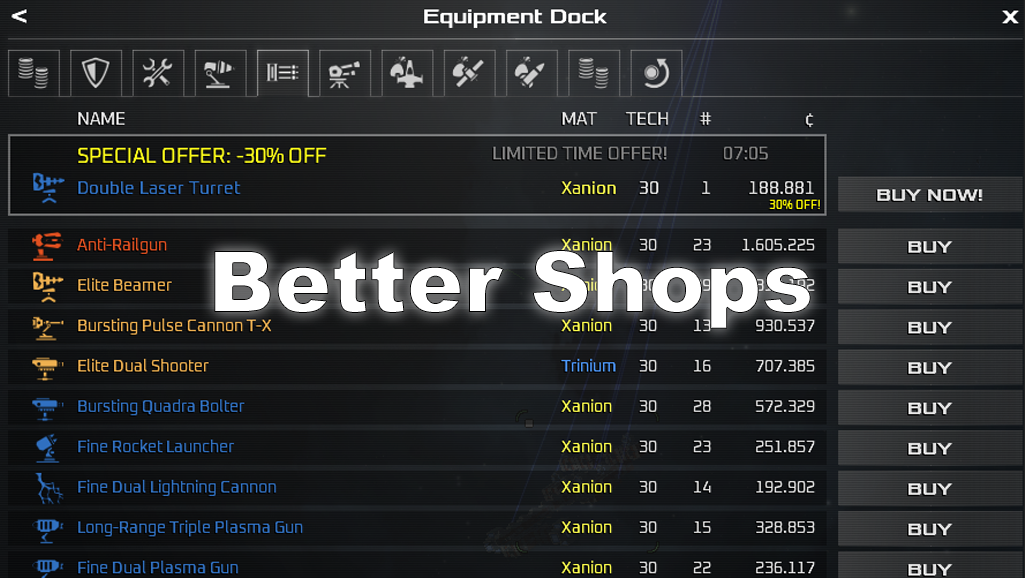 <
Equipment Dock
X
NAME MAT TECH # ¢
SPECIAL OFFER: -30% OFF LIMITED TIME OFFER! 07:05
Double Laser Turret Xanion 30 1 188.881 BUY NOW!
30% OFF!
Anti-Railgun Xanion 30 23 1.605.225 BUY
Better Shops
Elite Beamer BUY
Bursting Pulse Cannon T-X Xanion 30 13 930.537 BUY
Elite Dual Shooter Trinium 30 16 707.385 BUY
Bursting Quadra Bolter Xanion 30 28 572.329 BUY
Fine Rocket Launcher Xanion 30 23 251.857 BUY
Fine Dual Lightning Cannon Xanion 30 14 192.902 BUY
Long-Range Triple Plasma Gun Xanion 30 15 328.853 BUY
Fine Dual Plasma Gun Xanion 30 22 236.117 BUY